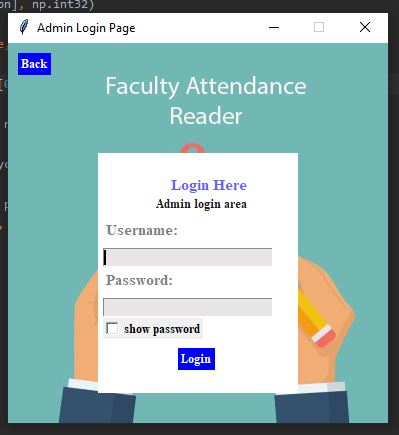 on], np.int32)
Admin Login Page
Back
Faculty Attendance
Reader
Login Here
Admin login area
Username:
Password:
show password
Login